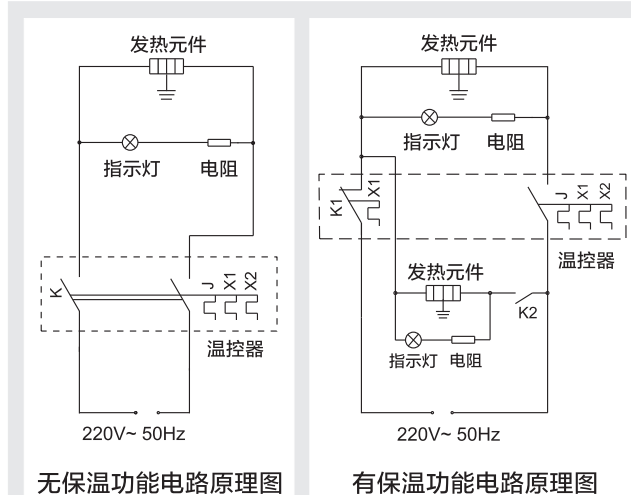 发热元件
指示灯
电阻
K
J
X1
X2
温控器
220V~ 50Hz
无保温功能电路原理图
发热元件
指示灯
电阻
K1
X1
J
X1
X2
温控器
发热元件
K2
指示灯
电阻
220V~ 50Hz
有保温功能电路原理图